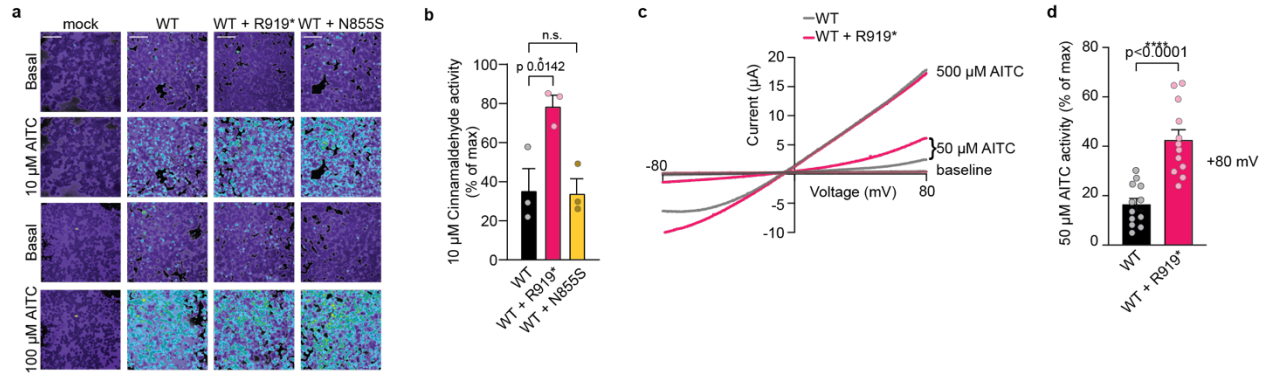 a
mock
WT
WT + R919*
WT + N855S
Basal
10 µM AITC
Basal
100 µM AITC
b
10 µM Cinnamaldehyde activity
(% of max)
100
80
60
40
20
0
n.s.
*
p 0.0142
WT
WT + R919*
WT + N855S
c
WT
WT + R919*
Current (µA)
20
15
10
5
-5
-10
-80
80
Voltage (mV)
500 µM AITC
50 µM AITC
baseline
d
50 µM AITC activity (% of max)
80
60
40
20
0
****
p<0.0001
WT
WT + R919*
+80 mV